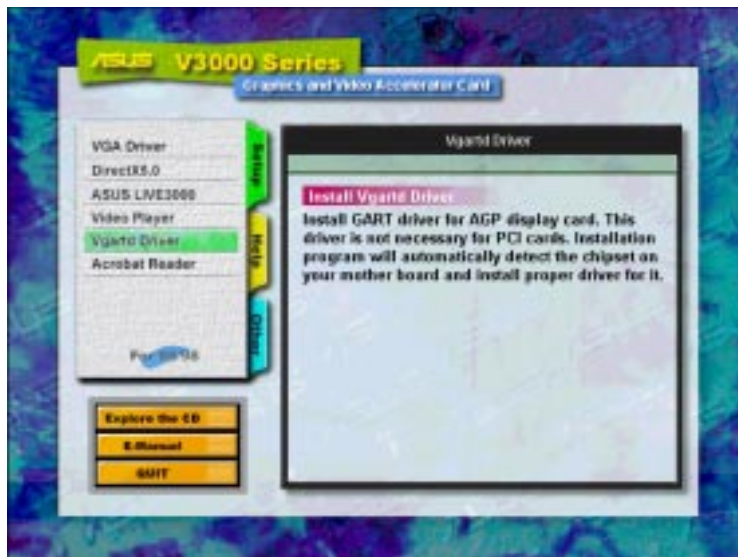 ASUS V3000 Series
Graphics and Video Accelerator Card
VGA Driver
DirectX5.0
ASUS LIVE3000
Video Player
Vgartd Driver
Acrobat Reader
Setup
Help
Other
For
98
Explore the CD
E-Manual
QUIT
Vgartd Driver
Install Vgartd Driver
Install GART driver for AGP display card. This
driver is not necessary for PCI cards. Installation
program will automatically detect the chipset on
your mother board and install proper driver for it.